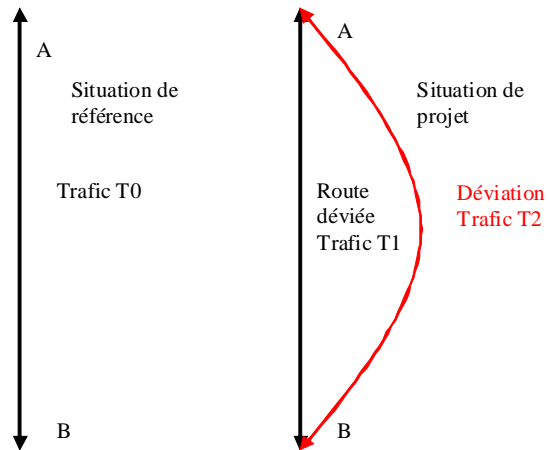 A
Situation de
référence
Trafic T0
B
A
Situation de
projet
Route
déviée
Trafic T1
Déviation
Trafic T2
B